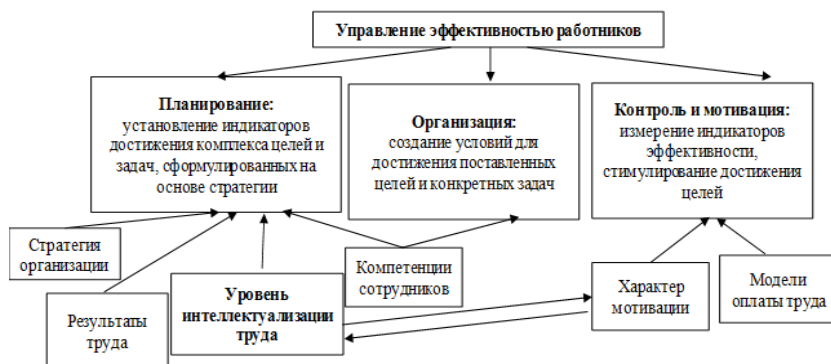 Управление эффективностью работников
Планирование:
установление индикаторов
достижения комплекса целей и
задач, сформулированных на
основе стратегии
Организация:
создание условий для
достижения поставленных
целей и конкретных задач
Контроль и мотивация:
измерение индикаторов
эффективности,
стимулирование достижения
целей
Стратегия
организации
Результаты
труда
Уровень
интеллектуализации
труда
Компетенции
сотрудников
Характер
мотивации
Модели
оплаты труда